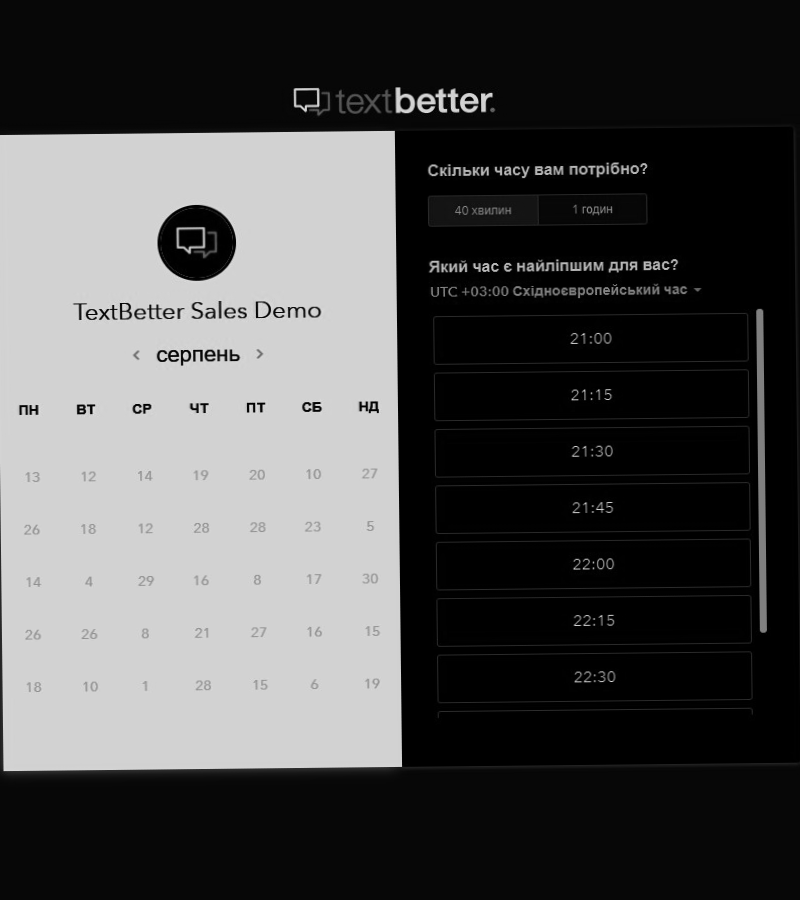 textbetter.
TextBetter Sales Demo
серпень
ПН ВТ СР ЧТ ПТ СБ НД
13 12 14 19 20 10 27
26 18 12 28 28 23 5
14 4 29 16 8 17 30
26 26 8 21 27 16 15
18 10 1 28 15 6 19
Скільки часу вам потрібно?
40 хвилин 1 годин
Який час є найліпшим для вас?
UTC +03:00 Східноєвропейський час
21:00
21:15
21:30
21:45
22:00
22:15
22:30